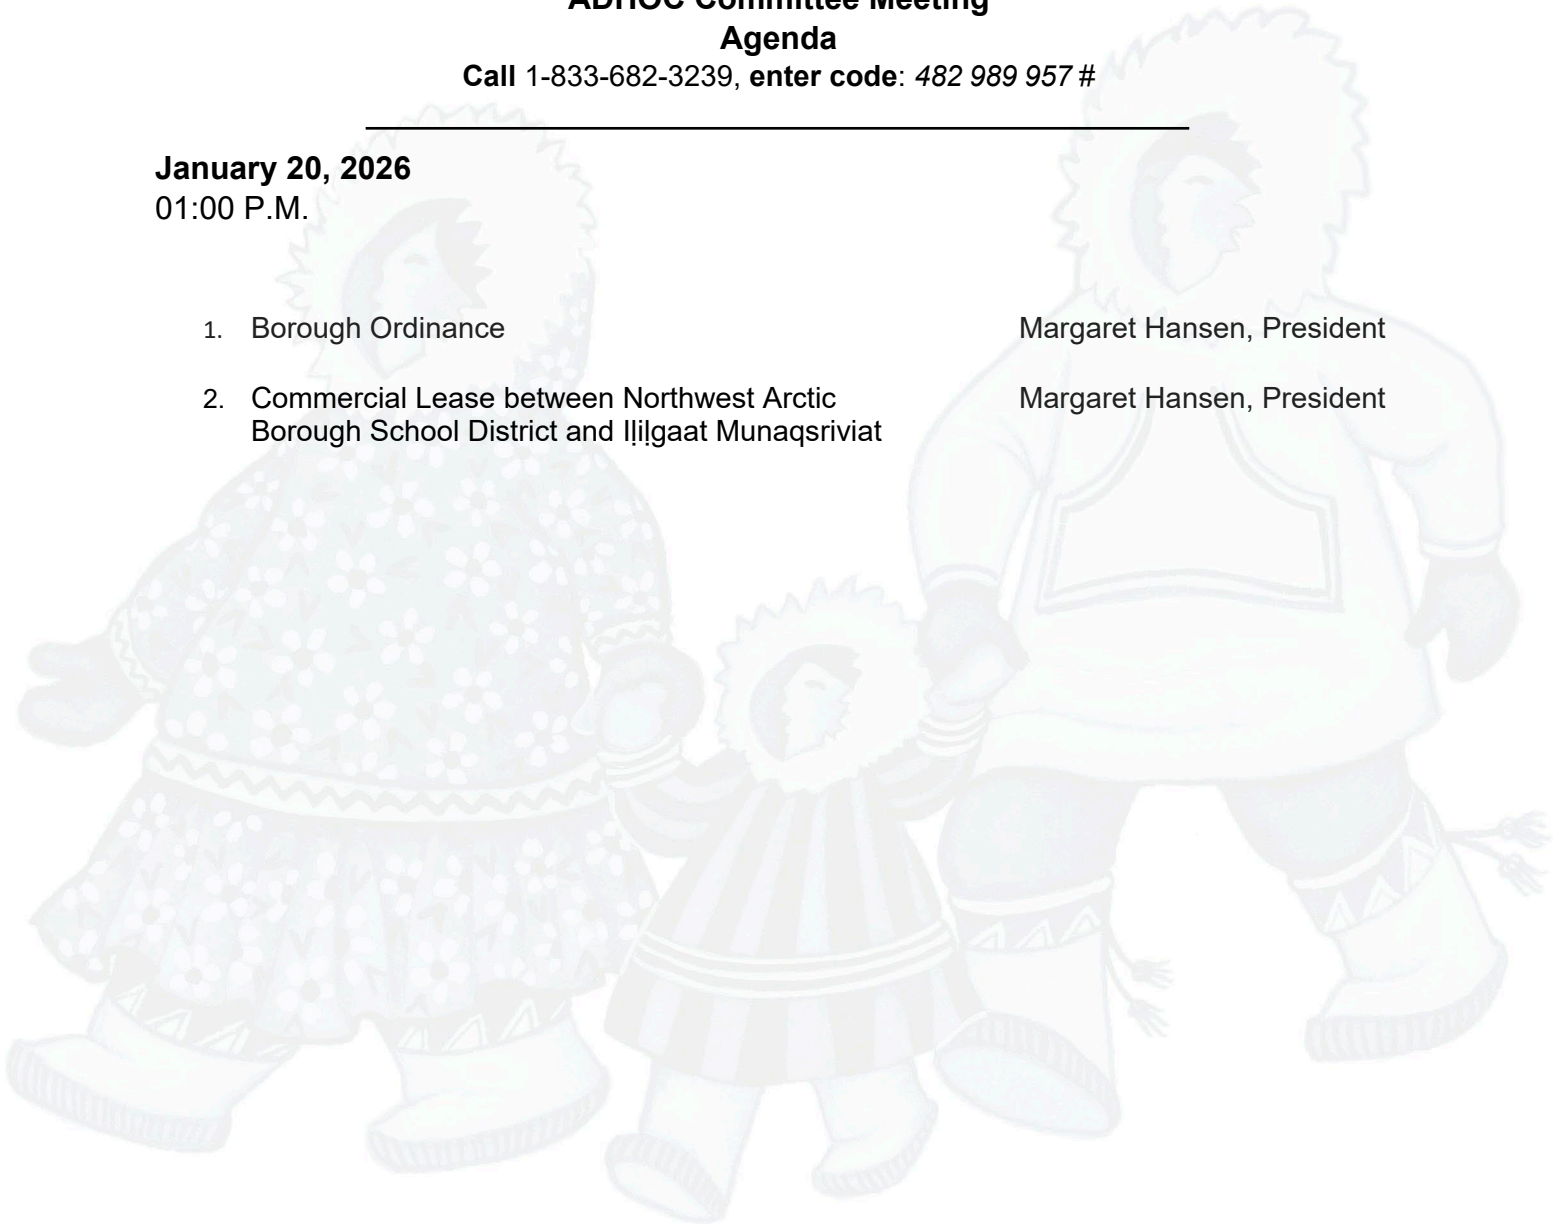 ADHOC Committee Meeting
Agenda
Call 1-833-682-3239, enter code: 482 989 957 #
January 20, 2026
01:00 P.M.
1. Borough Ordinance Margaret Hansen, President
2. Commercial Lease between Northwest Arctic Margaret Hansen, President
Borough School District and Iḷiḷgaat Munaqsriviat